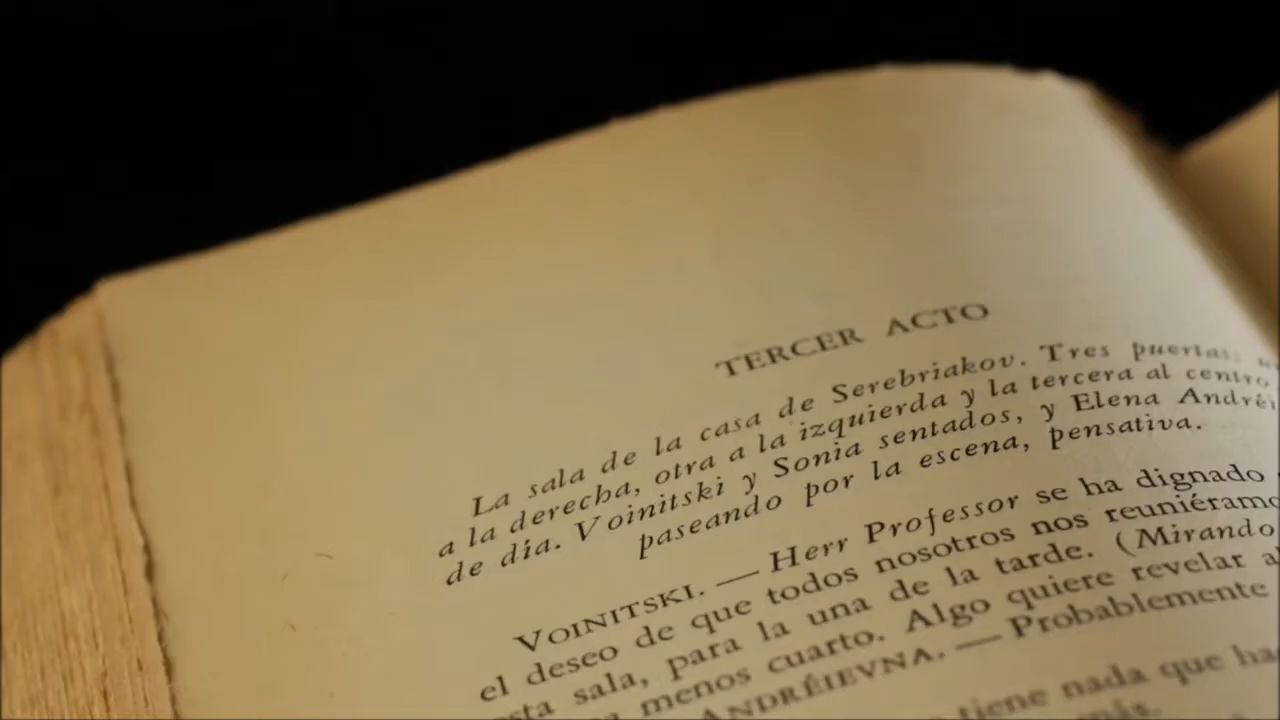 TERCER ACTO
La sala de la casa de Serebriakov. Tres puertas:
a la derecha, otra a la izquierda y la tercera al centro.
de día. Voinitski y Sonia sentados, y Elena Andréi
paseando por la escena, pensativa.
VOINITSKI. — Herr Professor se ha dignado
el deseo de que todos nosotros nos reuniéramo
sta sala, para la una de la tarde. (Mirando
menos cuarto. Algo quiere revelar a
ANDRÉIEVNA. — Probablemente
tiene nada que ha
más.